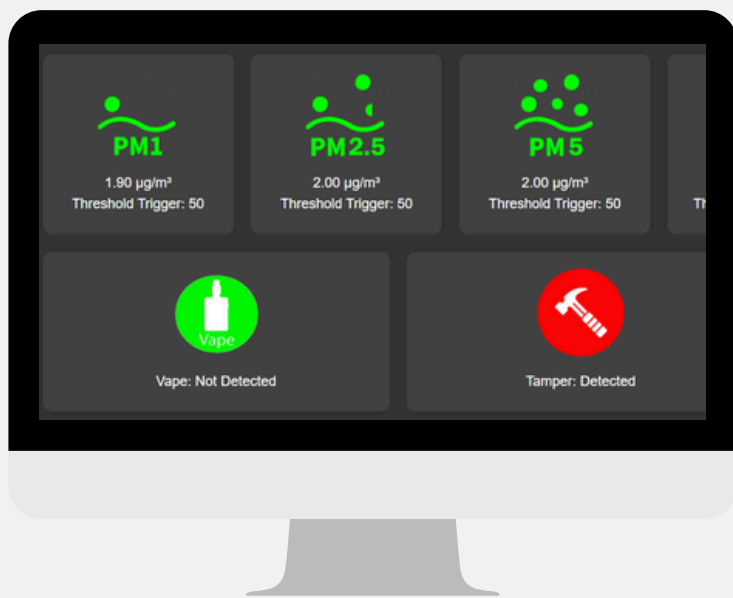 PM1
1.90 µg/m³
Threshold Trigger: 50
PM2.5
2.00 µg/m³
Threshold Trigger: 50
PM5
2.00 µg/m³
Threshold Trigger: 50
Vape
Vape: Not Detected
Tamper: Detected